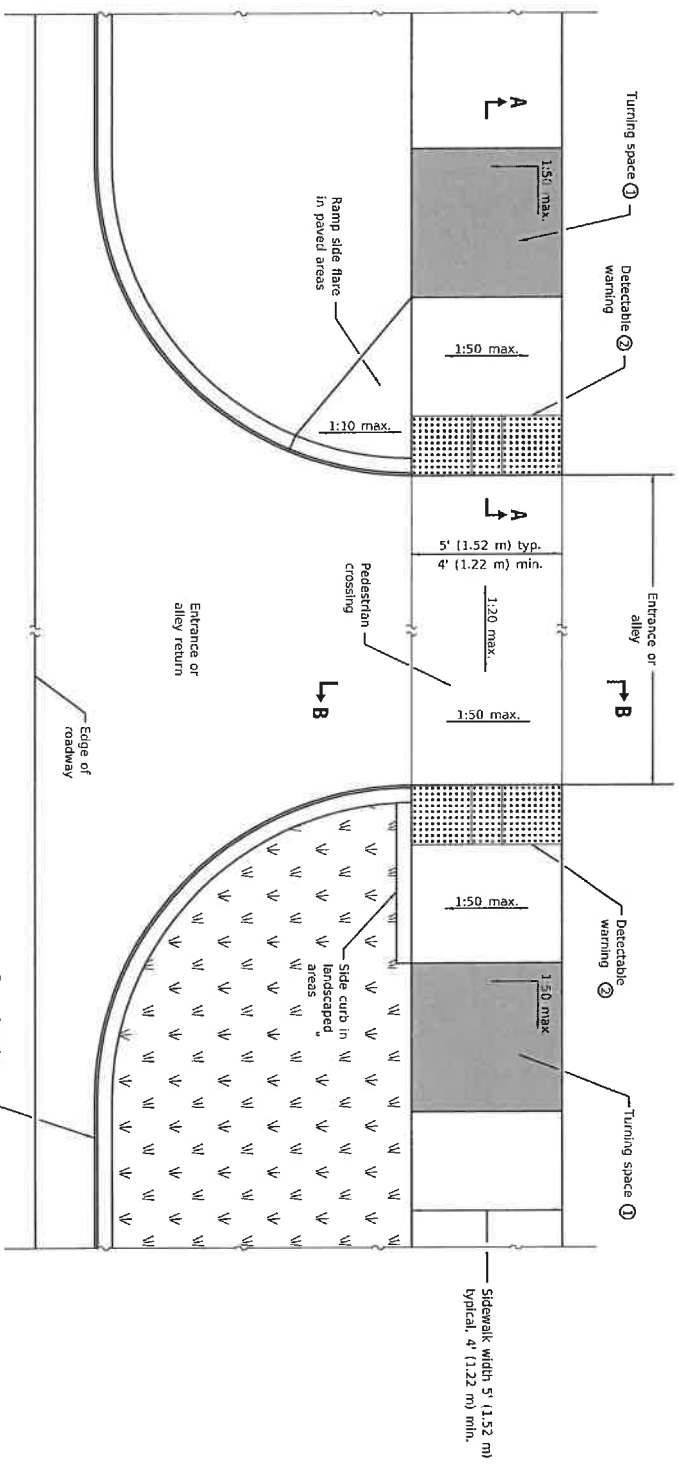 Turning space ①
Detectable ②
warning
Entrance or
alley
Detectable
warning ②
Turning space ①
A
A
B
B
1:50 max.
1:50 max.
5' (1.52 m) typ.
4' (1.22 m) min.
1:20 max.
1:50 max.
1:50 max.
1:50 max
Sidewalk width 5' (1.52 m)
typical, 4' (1.22 m) min.
Ramp side flare
in paved areas
1:10 max.
Pedestrian
crossing
Side curb in
landscaped
areas
Entrance or
alley return
Edge of
roadway